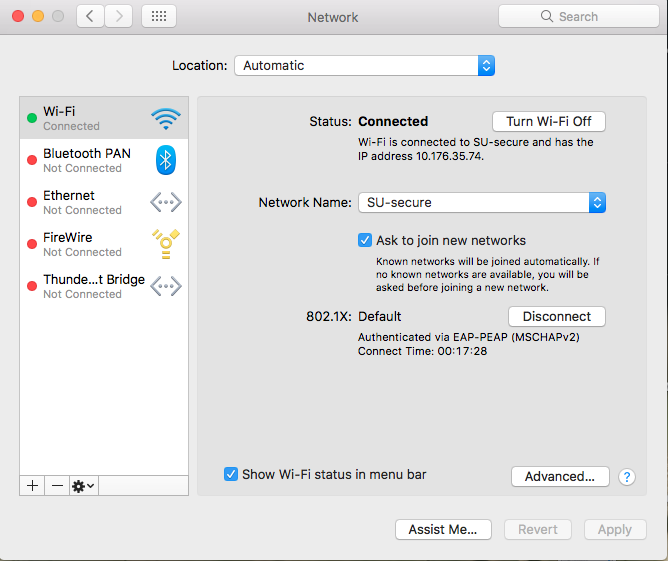 Network
Search
Location: Automatic
Wi-Fi
Connected
Bluetooth PAN
Not Connected
Ethernet
Not Connected
FireWire
Not Connected
Thunde...t Bridge
Not Connected
Status: Connected
Turn Wi-Fi Off
Wi-Fi is connected to SU-secure and has the
IP address 10.176.35.74.
Network Name: SU-secure
Ask to join new networks
Known networks will be joined automatically. If
no known networks are available, you will be
asked before joining a new network.
802.1X: Default
Disconnect
Authenticated via EAP-PEAP (MSCHAPv2)
Connect Time: 00:17:28
Show Wi-Fi status in menu bar
Advanced...
?
Assist Me...
Revert
Apply